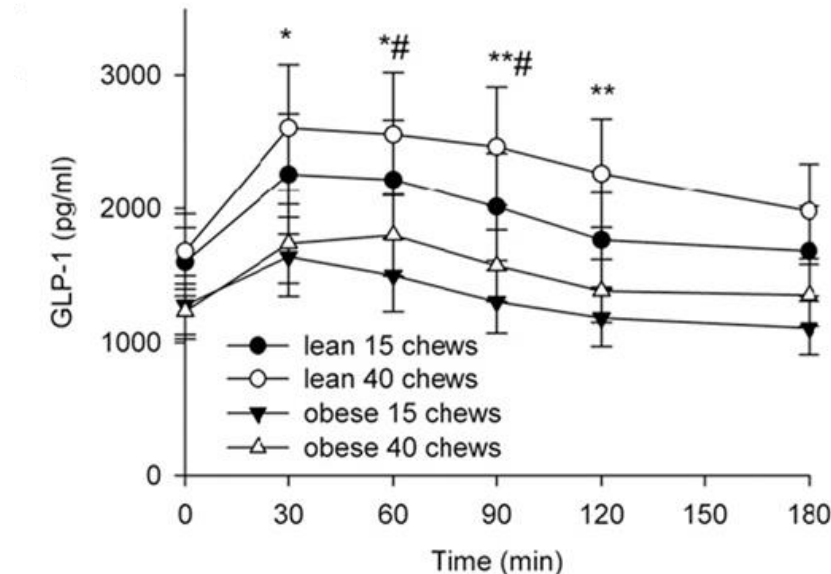 * *# **# **
3000
2000
1000
0
GLP-1 (pg/ml)
lean 15 chews
lean 40 chews
obese 15 chews
obese 40 chews
0 30 60 90 120 150 180
Time (min)